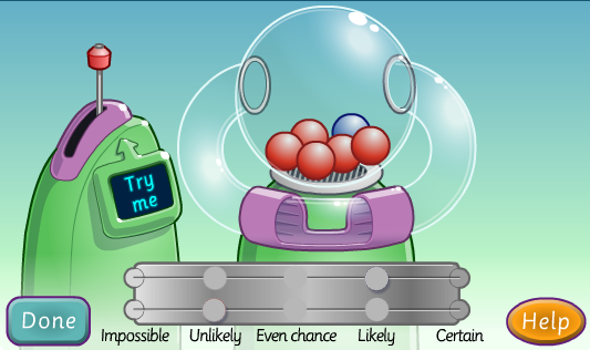 Try
me
Done
Impossible Unlikely Even chance Likely Certain
Help